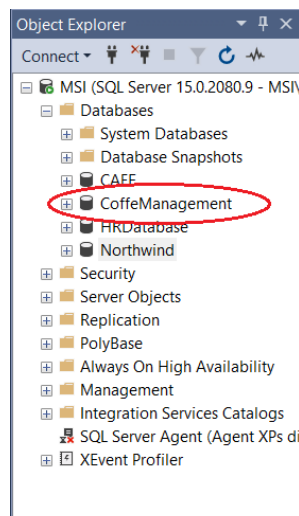 Object Explorer
Connect
MSI (SQL Server 15.0.2080.9 - MSI\
Databases
System Databases
Database Snapshots
CAFE
CoffeManagement
HRDatabase
Northwind
Security
Server Objects
Replication
PolyBase
Always On High Availability
Management
Integration Services Catalogs
SQL Server Agent (Agent XPs di
XEvent Profiler